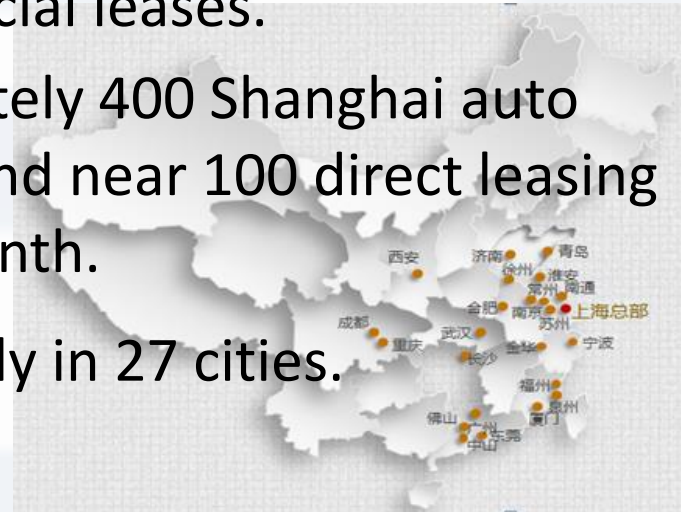 cial leases.
tely 400 Shanghai auto
nd near 100 direct leasing
nth.
ly in 27 cities.
西安
济南
青岛
徐州
淮安
常州
南通
合肥
南京
上海总部
苏州
成都
重庆
武汉
长沙
金华
宁波
福州
泉州
厦门
佛山
广州
东莞
中山